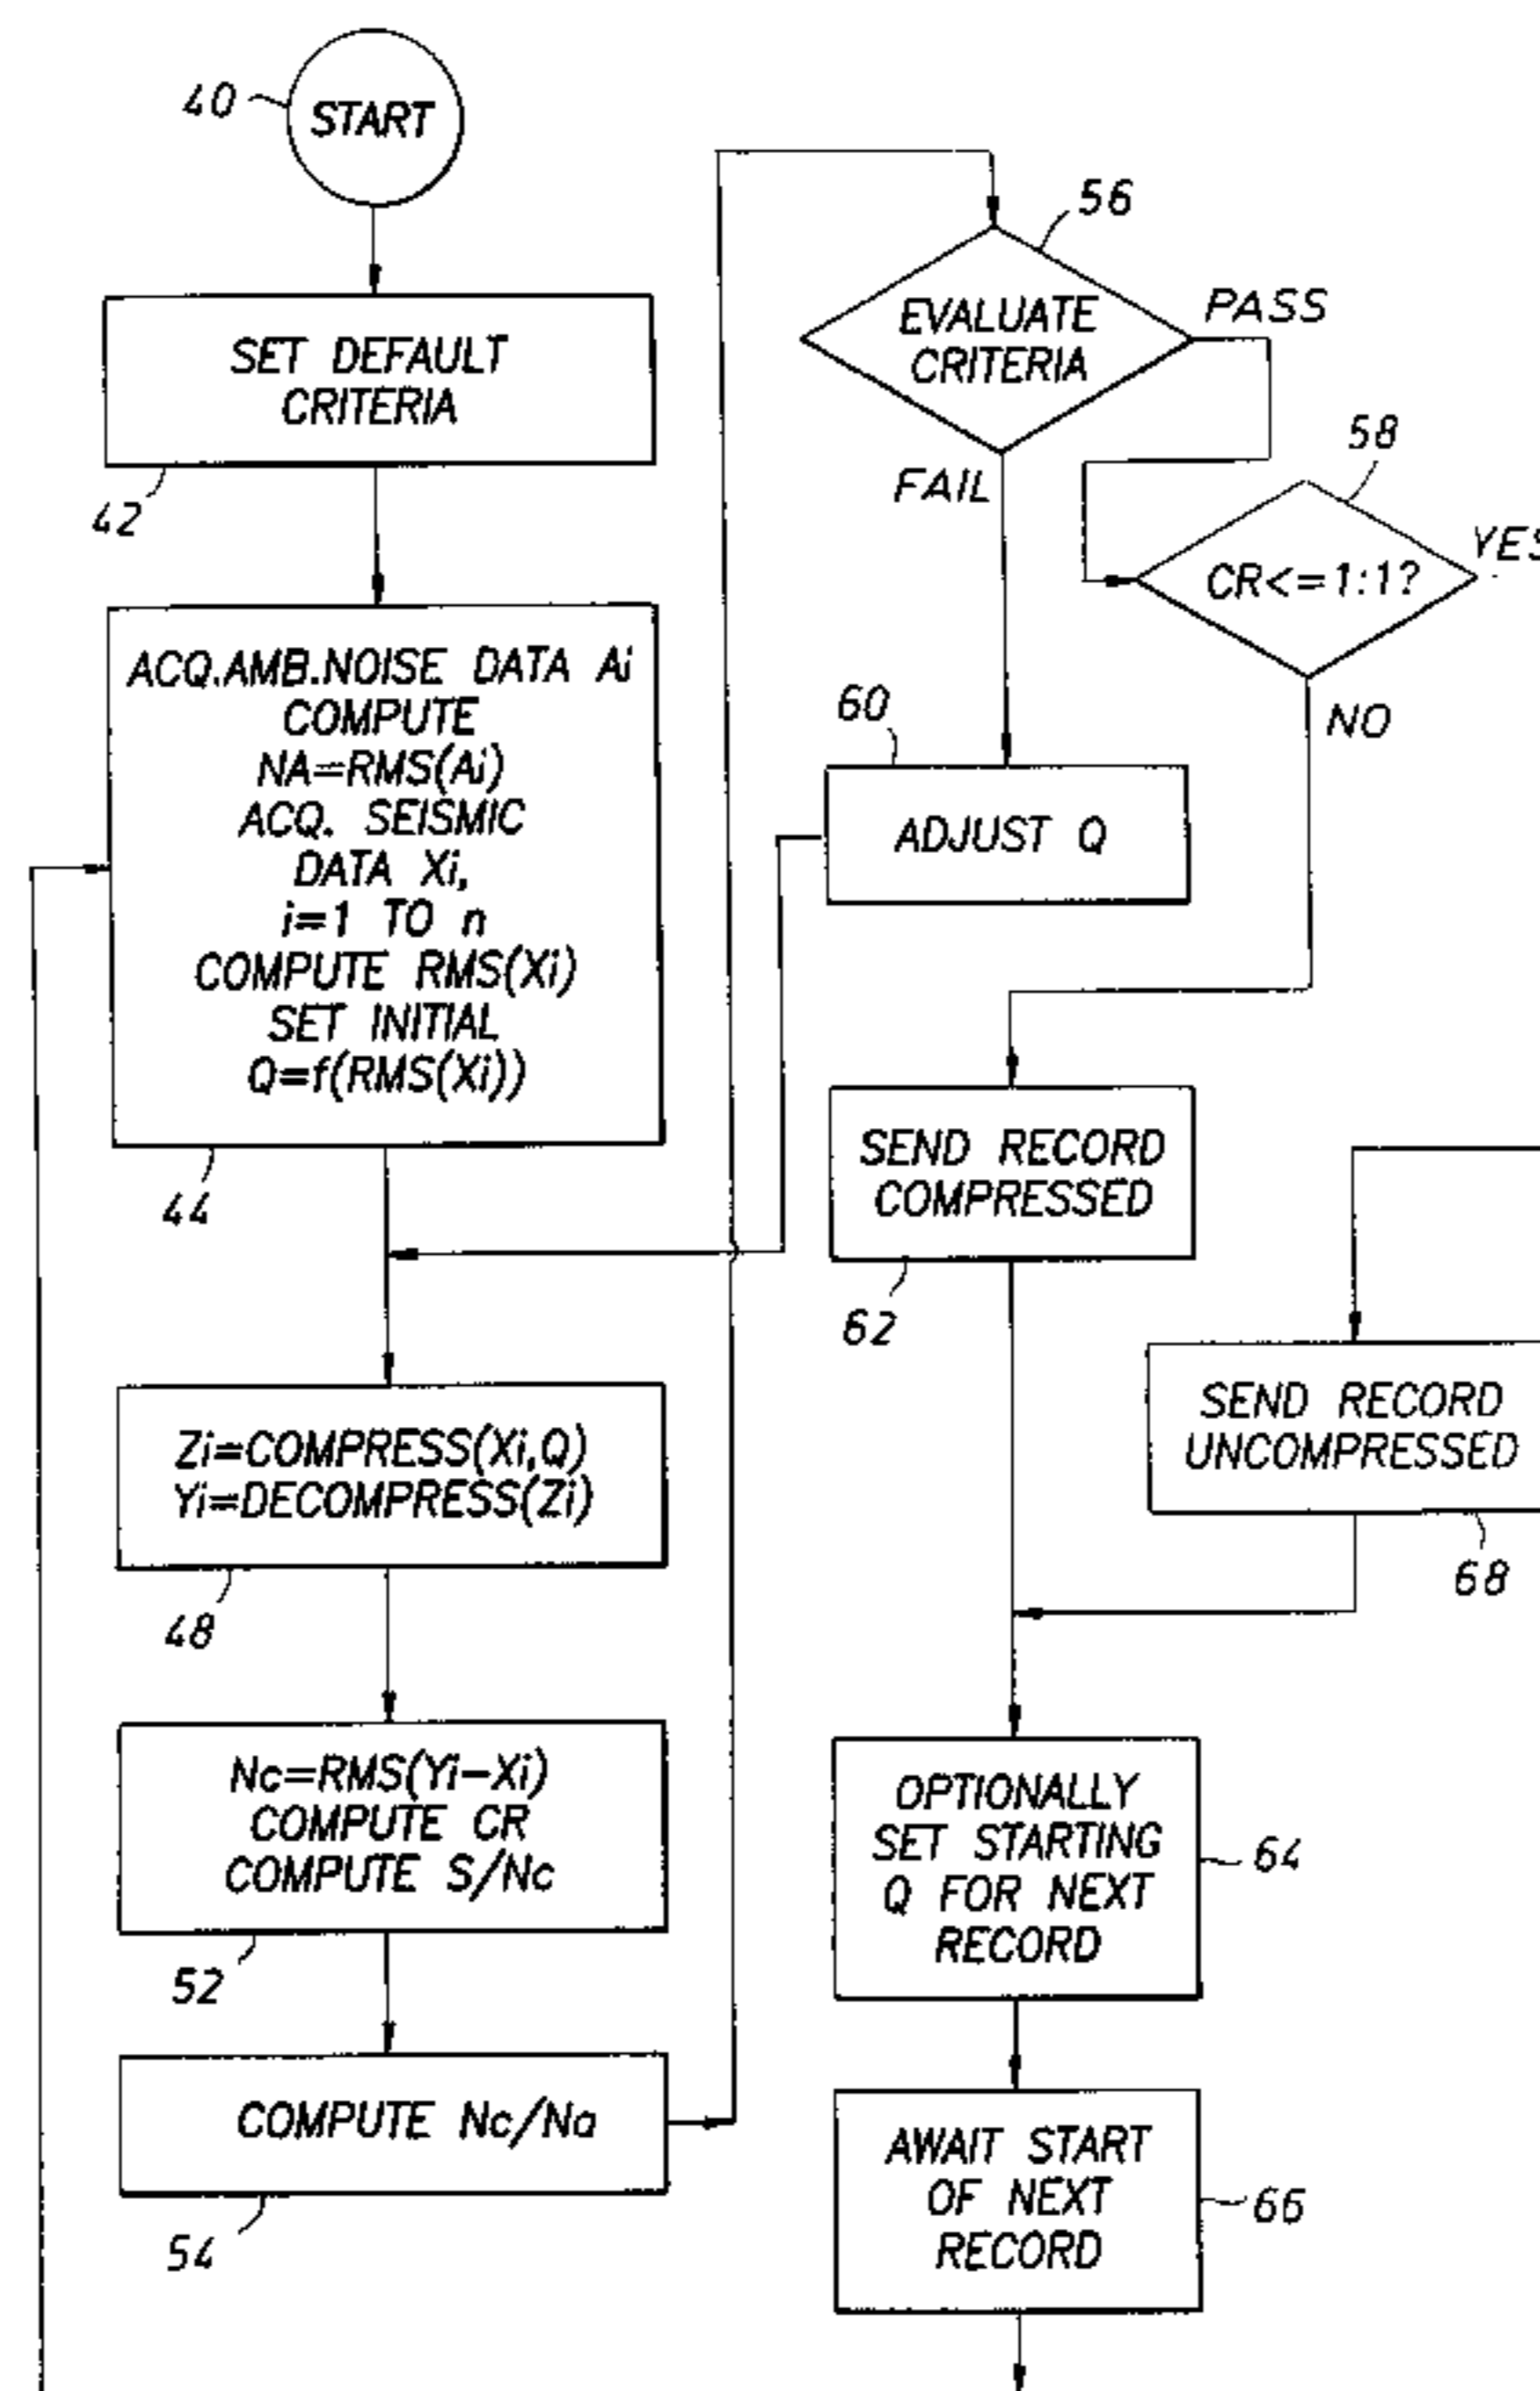 40
START
SET DEFAULT
CRITERIA
42
ACQ.AMB.NOISE DATA Ai
COMPUTE
NA=RMS(Ai)
ACQ. SEISMIC
DATA Xi,
i=1 TO n
COMPUTE RMS(Xi)
SET INITIAL
Q=f(RMS(Xi))
44
Zi=COMPRESS(Xi,Q)
Yi=DECOMPRESS(Zi)
48
Nc=RMS(Yi-Xi)
COMPUTE CR
COMPUTE S/Nc
52
COMPUTE Nc/Na
54
56
EVALUATE
CRITERIA
PASS
FAIL
58
CR<=1:1?
YES
NO
60
ADJUST Q
SEND RECORD
COMPRESSED
62
SEND RECORD
UNCOMPRESSED
68
OPTIONALLY
SET STARTING
Q FOR NEXT
RECORD
64
AWAIT START
OF NEXT
RECORD
66